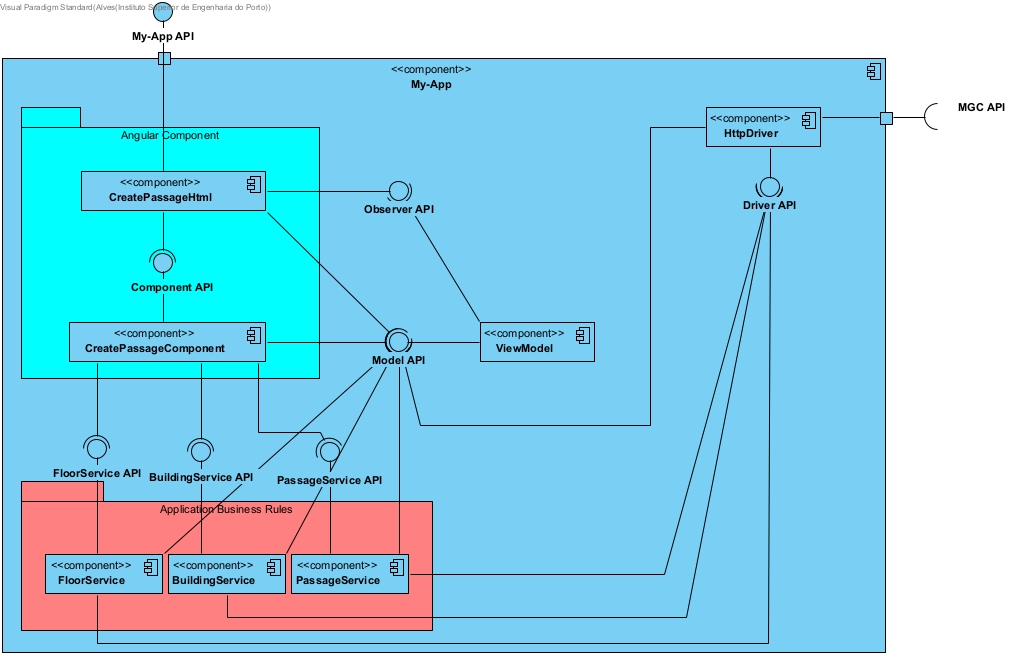 Visual Paradigm Standard(Alves(Instituto Superior de Engenharia do Porto))
My-App API
<<component>>
My-App
MGC API
<<component>>
HttpDriver
Angular Component
<<component>>
CreatePassageHtml
Observer API
Driver API
Component API
<<component>>
CreatePassageComponent
<<component>>
ViewModel
Model API
FloorService API
BuildingService API
PassageService API
Application Business Rules
<<component>>
FloorService
<<component>>
BuildingService
<<component>>
PassageService